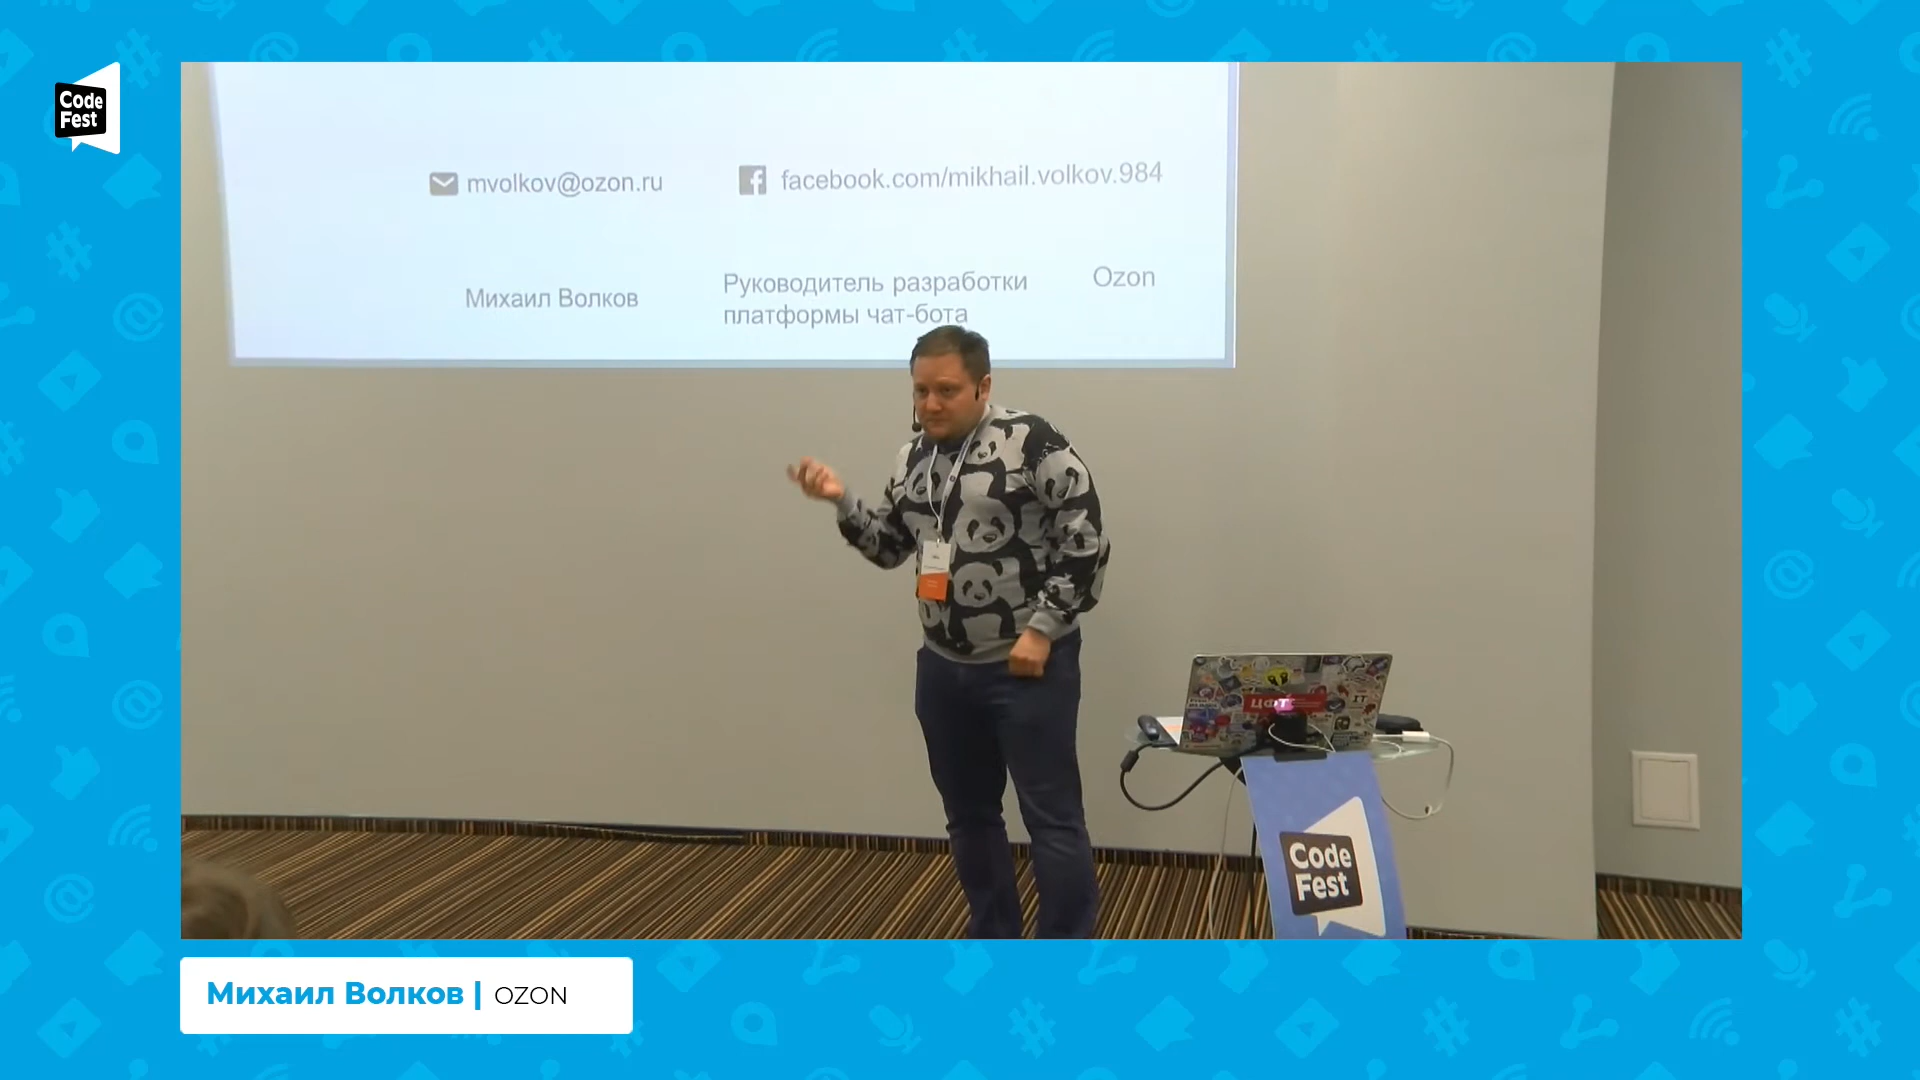 Code
Fest
mvolkov@ozon.ru
facebook.com/mikhail.volkov.984
Михаил Волков
Руководитель разработки
платформы чат-бота
Ozon
ЦФТ
Code
Fest
Михаил Волков | OZON